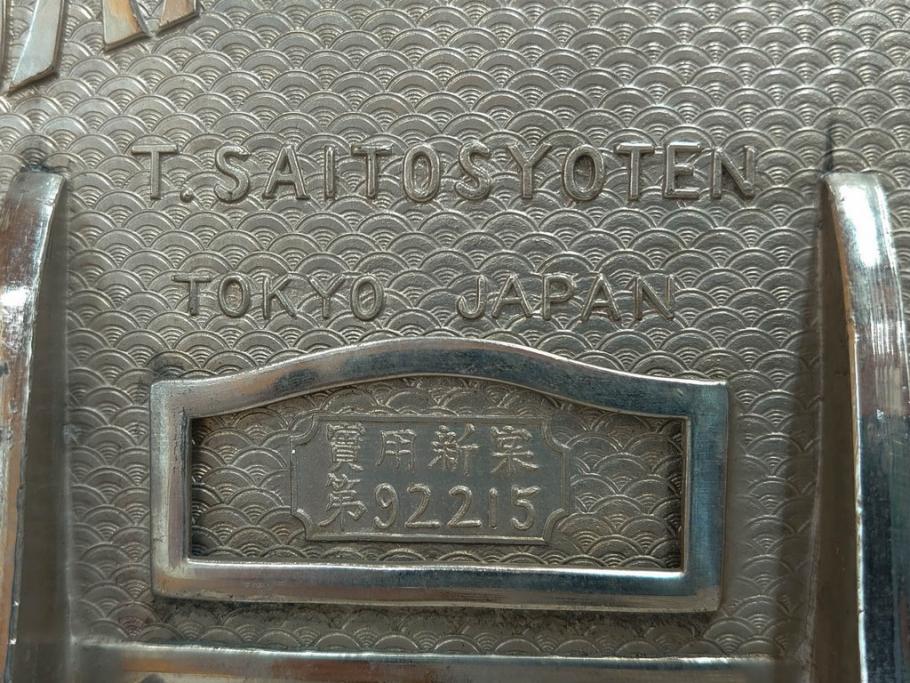 T. SAITOSYOTEN
TOKYO JAPAN
實用新案
第92215